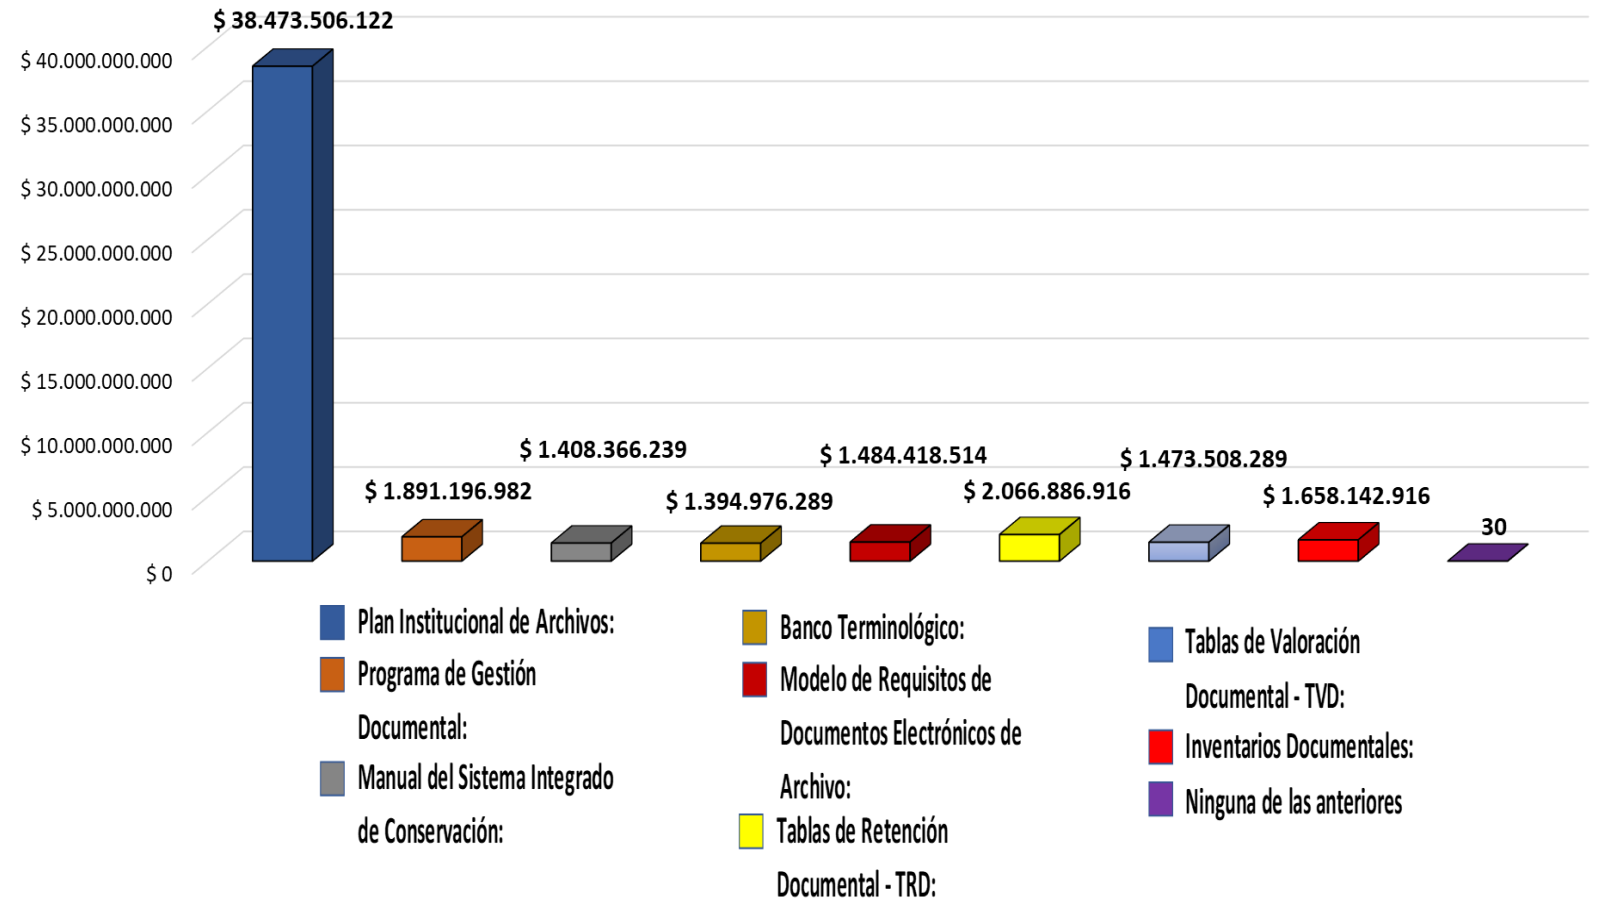 $ 38.473.506.122
$ 40.000.000.000
$ 35.000.000.000
$ 30.000.000.000
$ 25.000.000.000
$ 20.000.000.000
$ 15.000.000.000
$ 10.000.000.000
$ 5.000.000.000
$ 0
$ 1.891.196.982
$ 1.408.366.239
$ 1.394.976.289
$ 1.484.418.514
$ 2.066.886.916
$ 1.473.508.289
$ 1.658.142.916
30
Plan Institucional de Archivos:
Programa de Gestión
Documental:
Manual del Sistema Integrado
de Conservación:
Banco Terminológico:
Modelo de Requisitos de
Documentos Electrónicos de
Archivo:
Tablas de Retención
Documental - TRD:
Tablas de Valoración
Documental - TVD:
Inventarios Documentales:
Ninguna de las anteriores